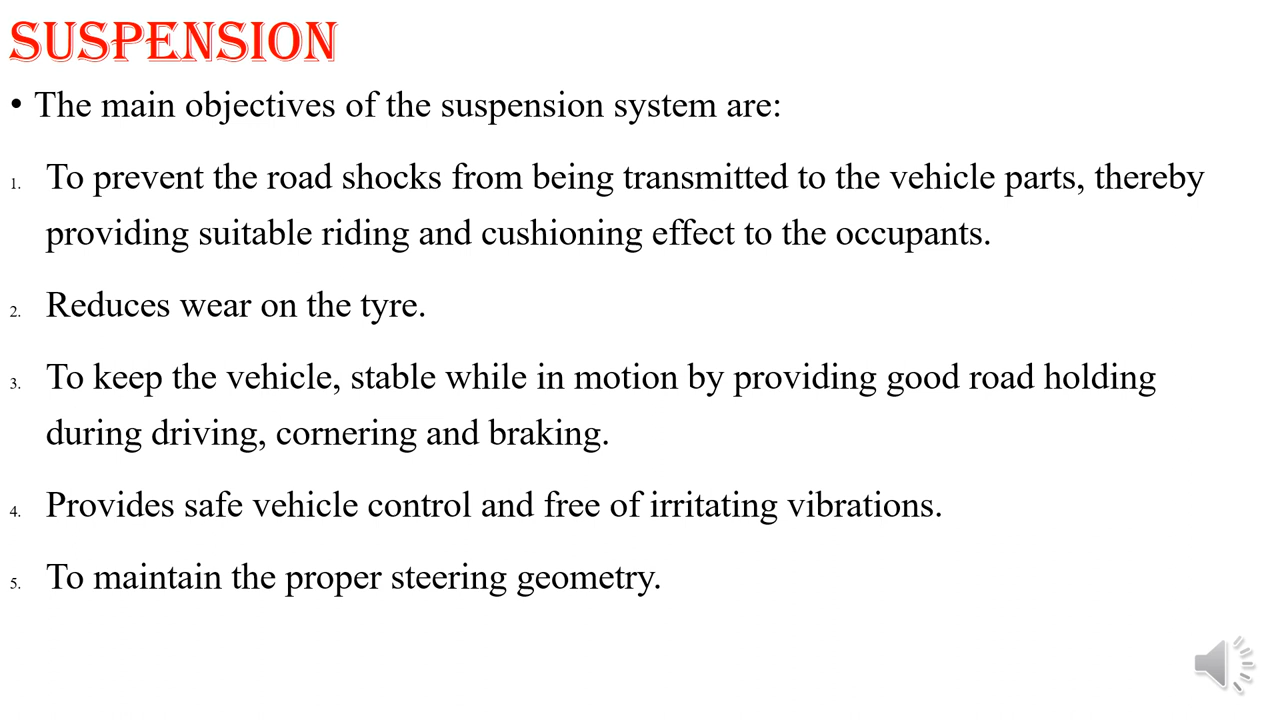 SUSPENSION
• The main objectives of the suspension system are:
1. To prevent the road shocks from being transmitted to the vehicle parts, thereby
providing suitable riding and cushioning effect to the occupants.
2. Reduces wear on the tyre.
3. To keep the vehicle, stable while in motion by providing good road holding
during driving, cornering and braking.
4. Provides safe vehicle control and free of irritating vibrations.
5. To maintain the proper steering geometry.